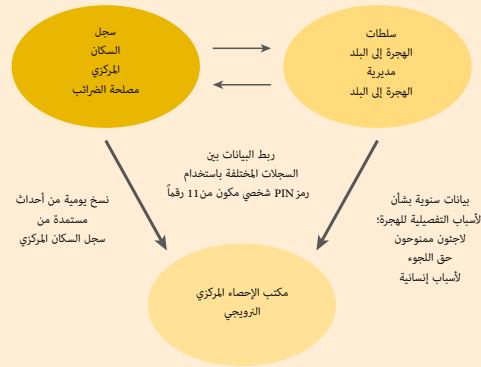 سجل
السكان
المركزي
مصلحة الضرائب
سلطات
الهجرة إلى البلد
مديرية
الهجرة إلى البلد
ربط البيانات بين
السجلات المختلفة باستخدام
رمز PIN شخصي مكون من 11 رقماً
نسخ يومية من أحداث
مستمدة من
سجل السكان المركزي
بيانات سنوية بشأن
لأسباب التفصيلية للهجرة؛
لاجئون ممنوحون
حق اللجوء
لأسباب إنسانية
مكتب الإحصاء المركزي
النرويجي